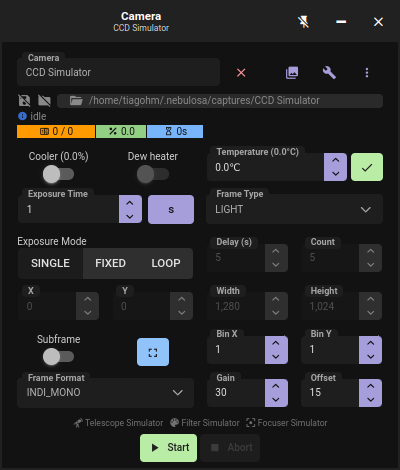 Camera
CCD Simulator
Camera
CCD Simulator
/home/tiagohm/.nebulosa/captures/CCD Simulator
idle
0 / 0 0.0 0s
Cooler (0.0%) Dew heater
Temperature (0.0°C)
0.0°C
Exposure Time
1 s
Frame Type
LIGHT
Exposure Mode
SINGLE FIXED LOOP
Delay (s) Count
5 5
X Y Width Height
0 0 1,280 1,024
Subframe
Bin X Bin Y
1 1
Frame Format
INDI_MONO
Gain Offset
30 15
Telescope Simulator Filter Simulator Focuser Simulator
Start Abort